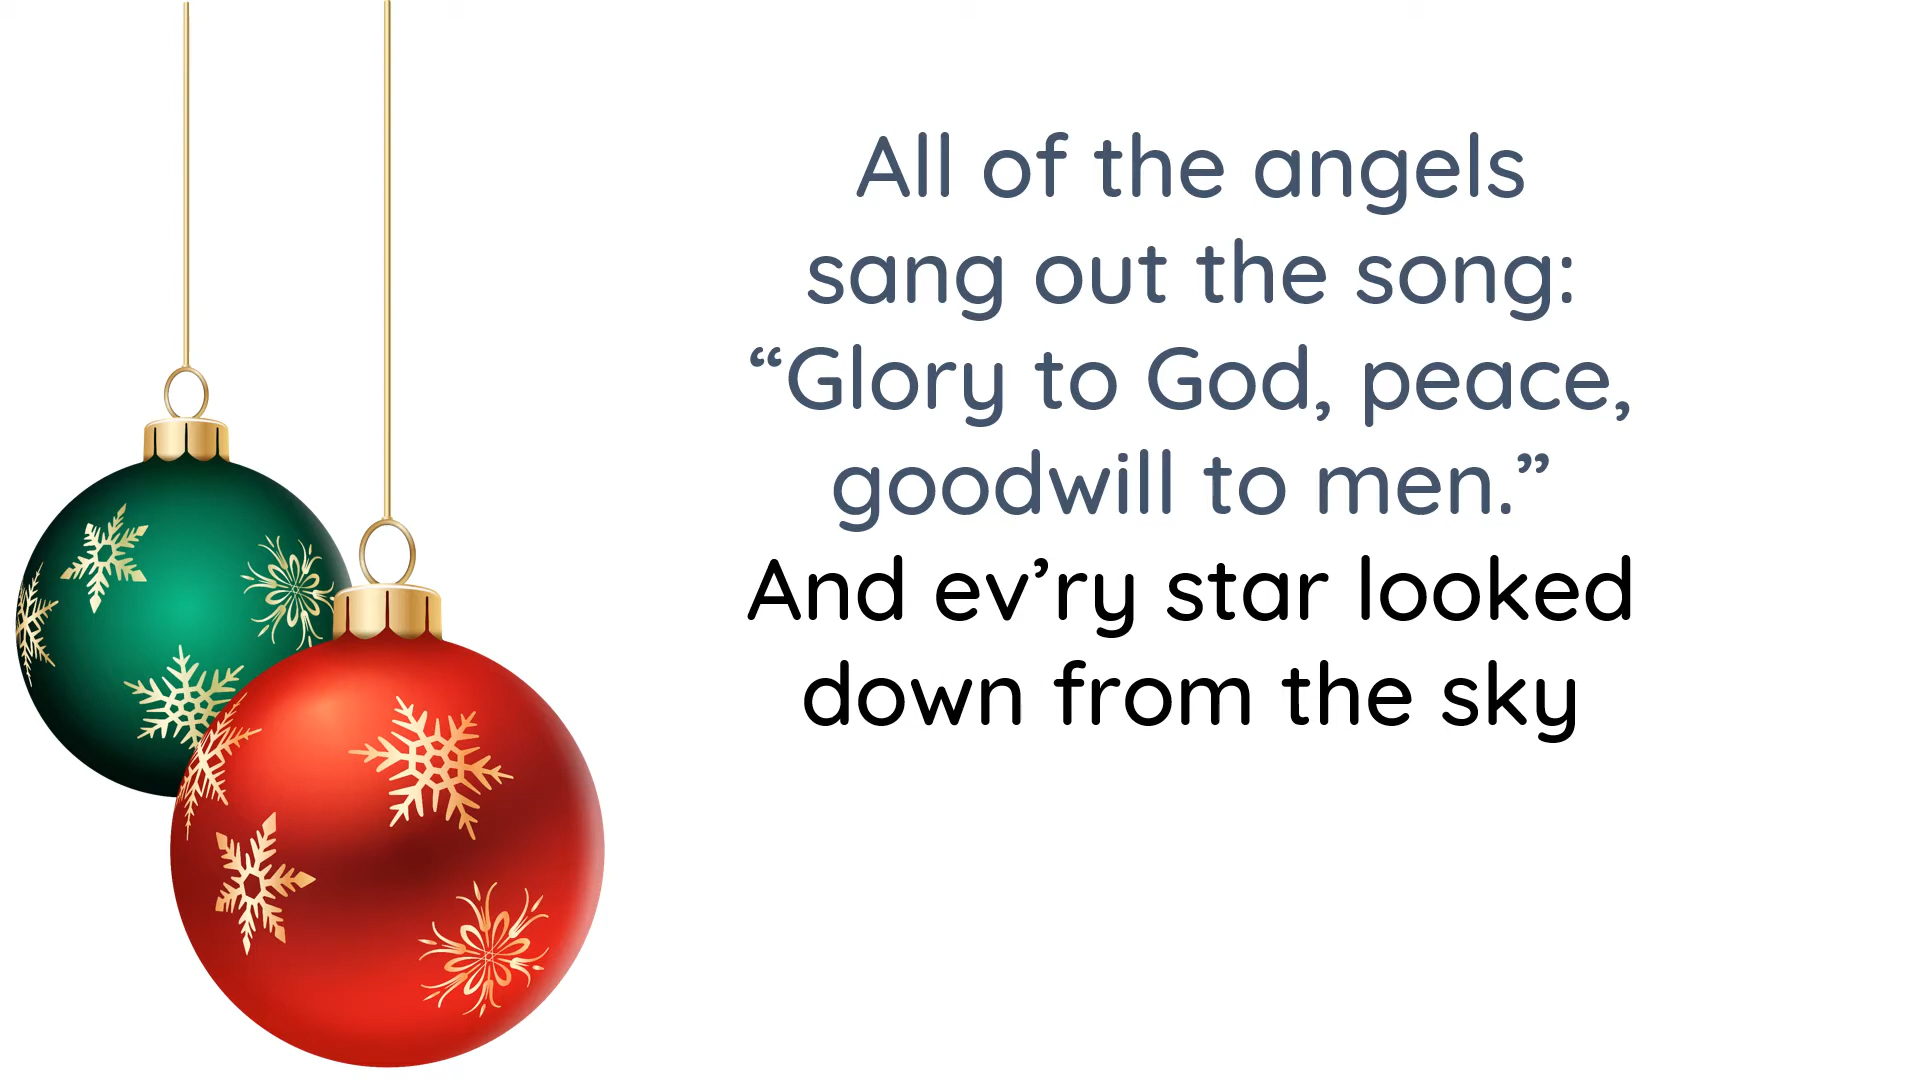 All of the angels
sang out the song:
“Glory to God, peace,
goodwill to men.”
And ev’ry star looked
down from the sky